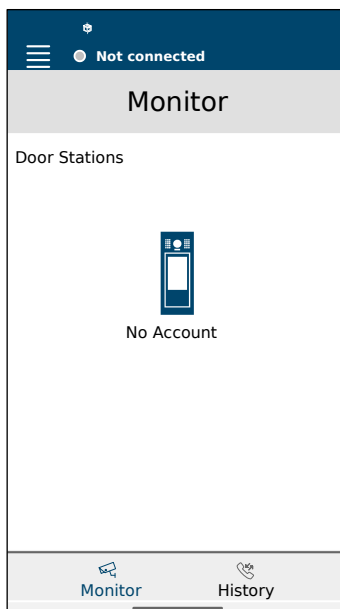 Not connected
Monitor
Door Stations
No Account
Monitor
History